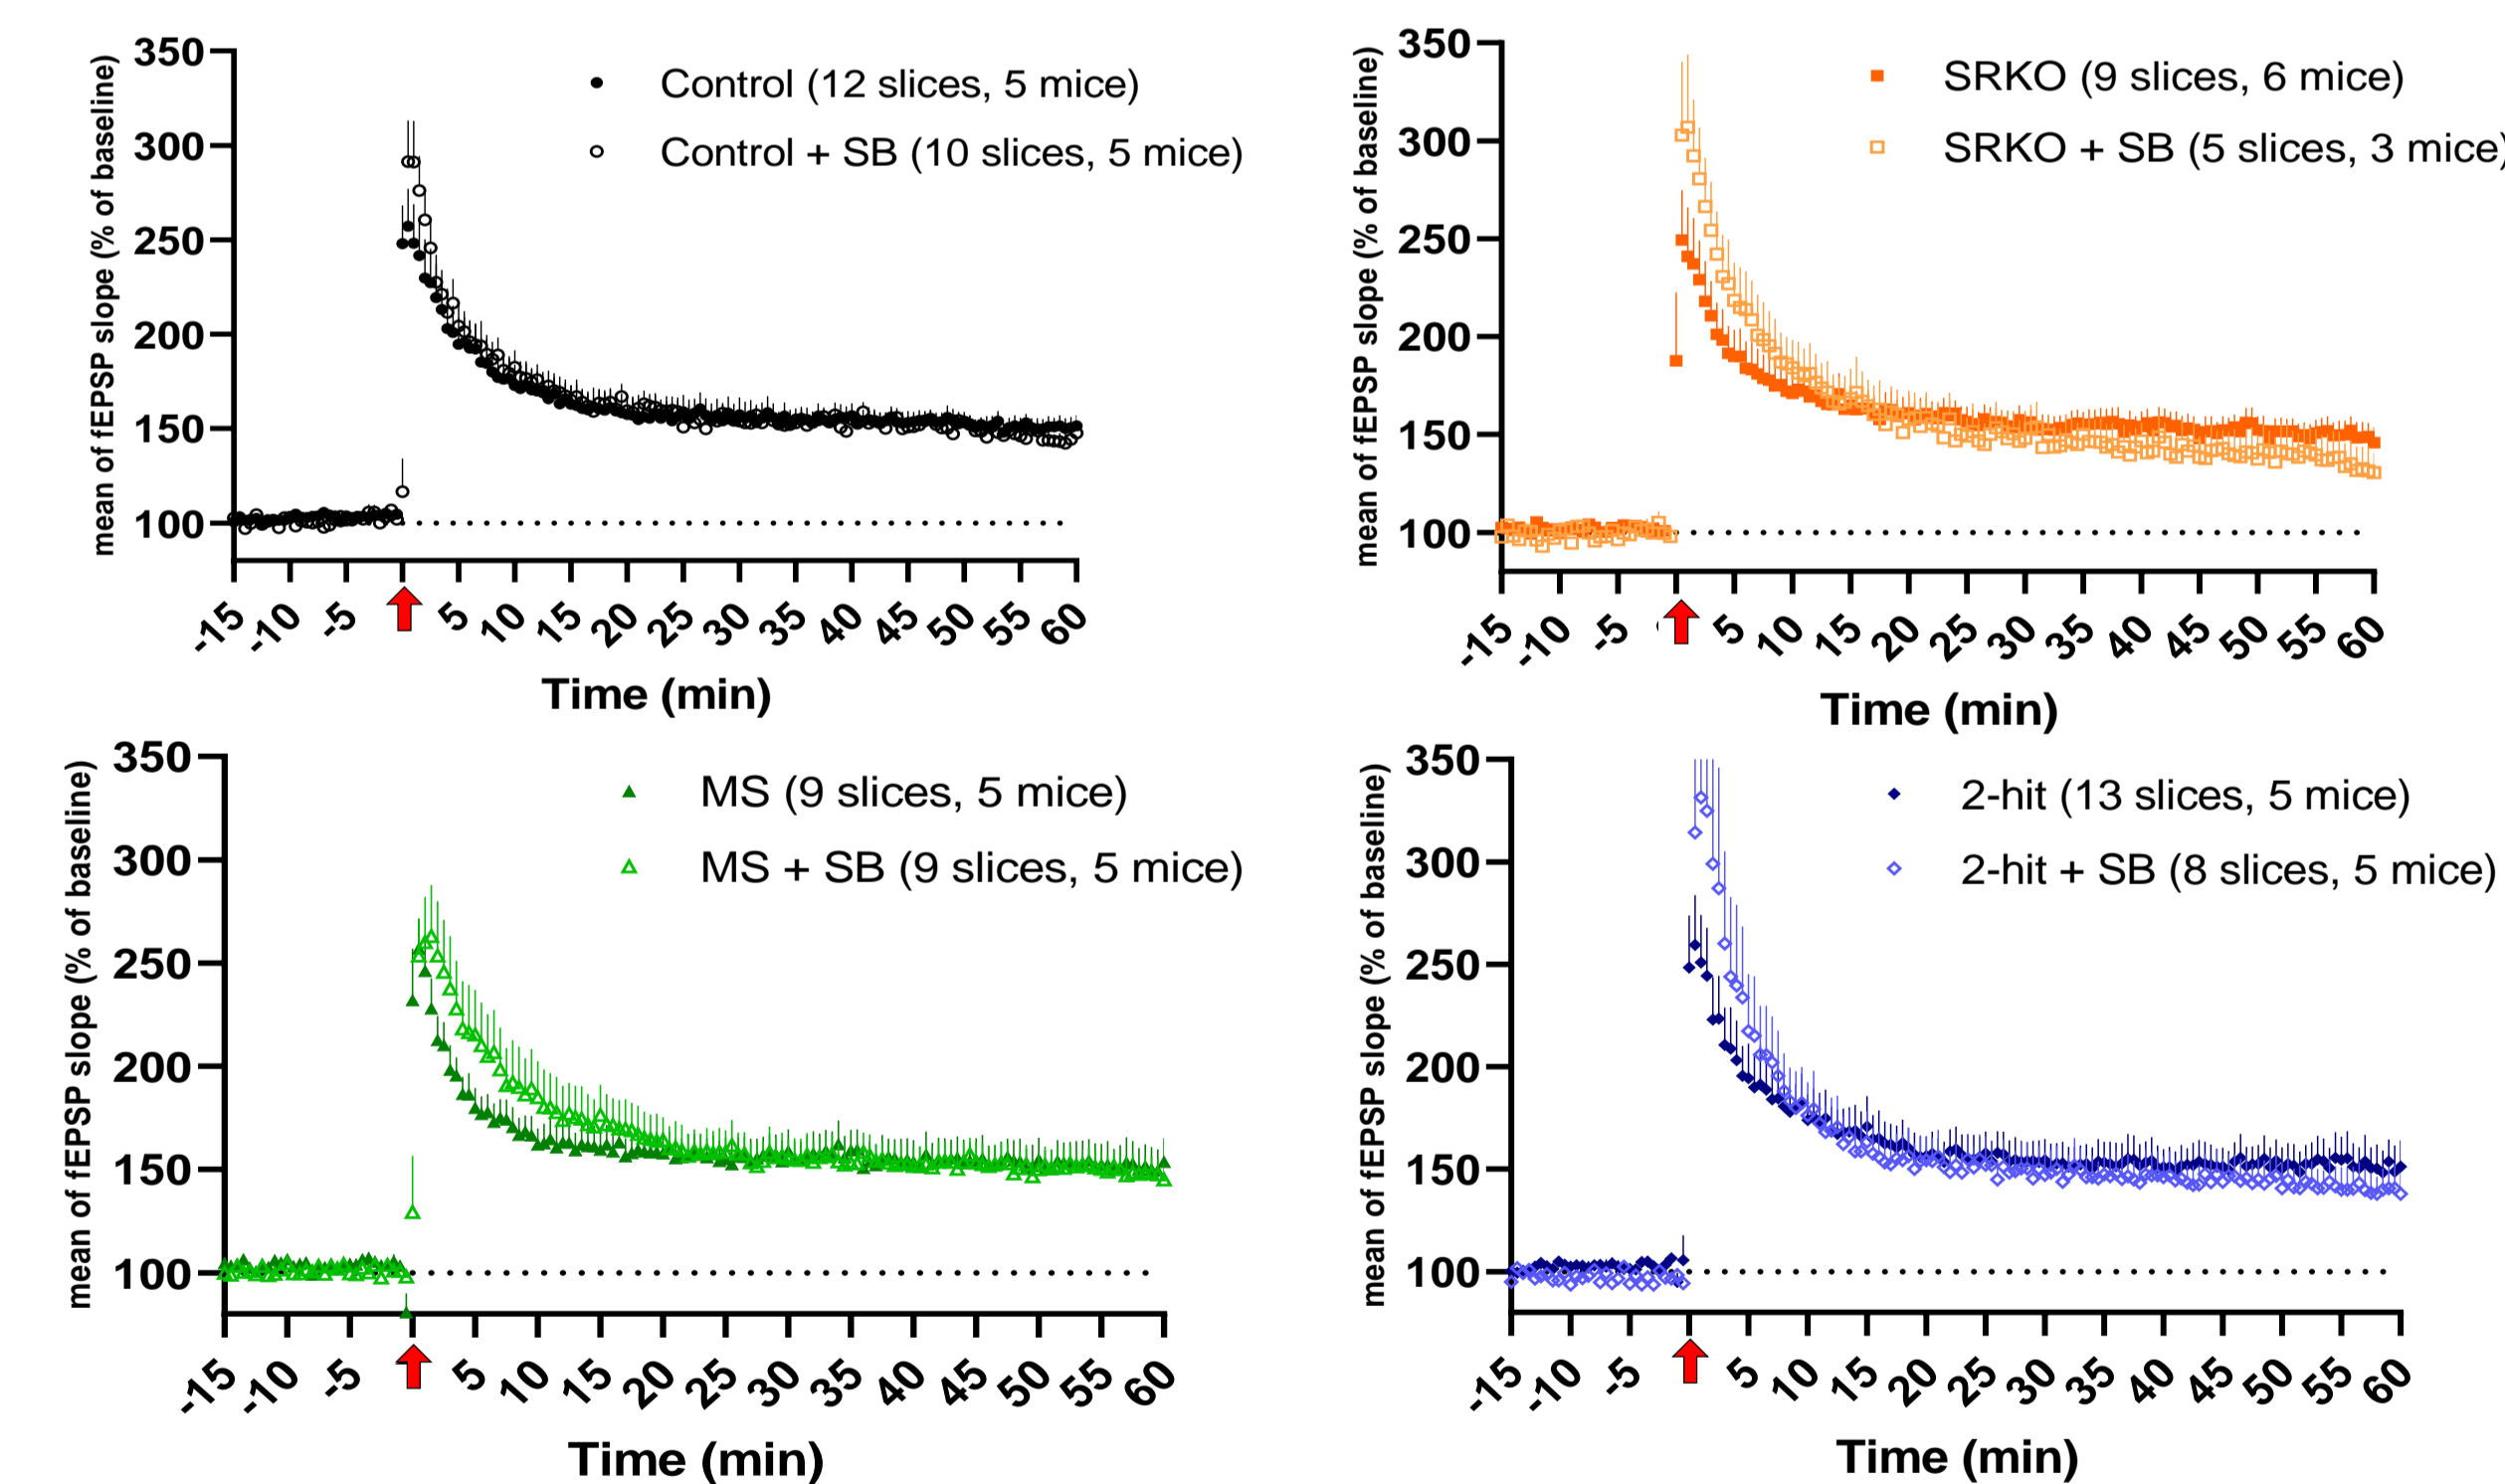 mean of fEPSP slope (% of baseline)
350
300
250
200
150
100
Control (12 slices, 5 mice)
Control + SB (10 slices, 5 mice)
-15 -10 -5 5 10 15 20 25 30 35 40 45 50 55 60
Time (min)
mean of fEPSP slope (% of baseline)
350
300
250
200
150
100
SRKO (9 slices, 6 mice)
SRKO + SB (5 slices, 3 mice)
-15 -10 -5 5 10 15 20 25 30 35 40 45 50 55 60
Time (min)
mean of fEPSP slope (% of baseline)
350
300
250
200
150
100
MS (9 slices, 5 mice)
MS + SB (9 slices, 5 mice)
-15 -10 -5 5 10 15 20 25 30 35 40 45 50 55 60
Time (min)
mean of fEPSP slope (% of baseline)
350
300
250
200
150
100
2-hit (13 slices, 5 mice)
2-hit + SB (8 slices, 5 mice)
-15 -10 -5 5 10 15 20 25 30 35 40 45 50 55 60
Time (min)